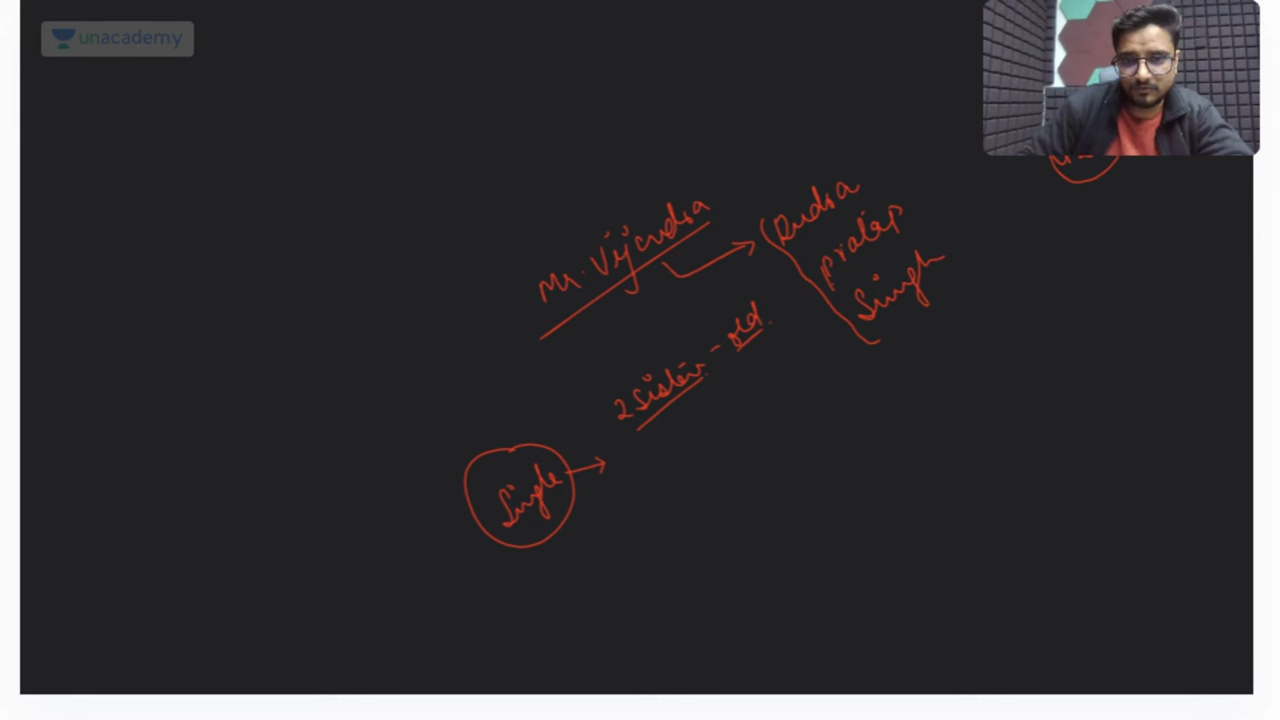 unacademy
Mr. Vijendra
(Rudra
pratap
Singh
2 Sister. - old.
Single